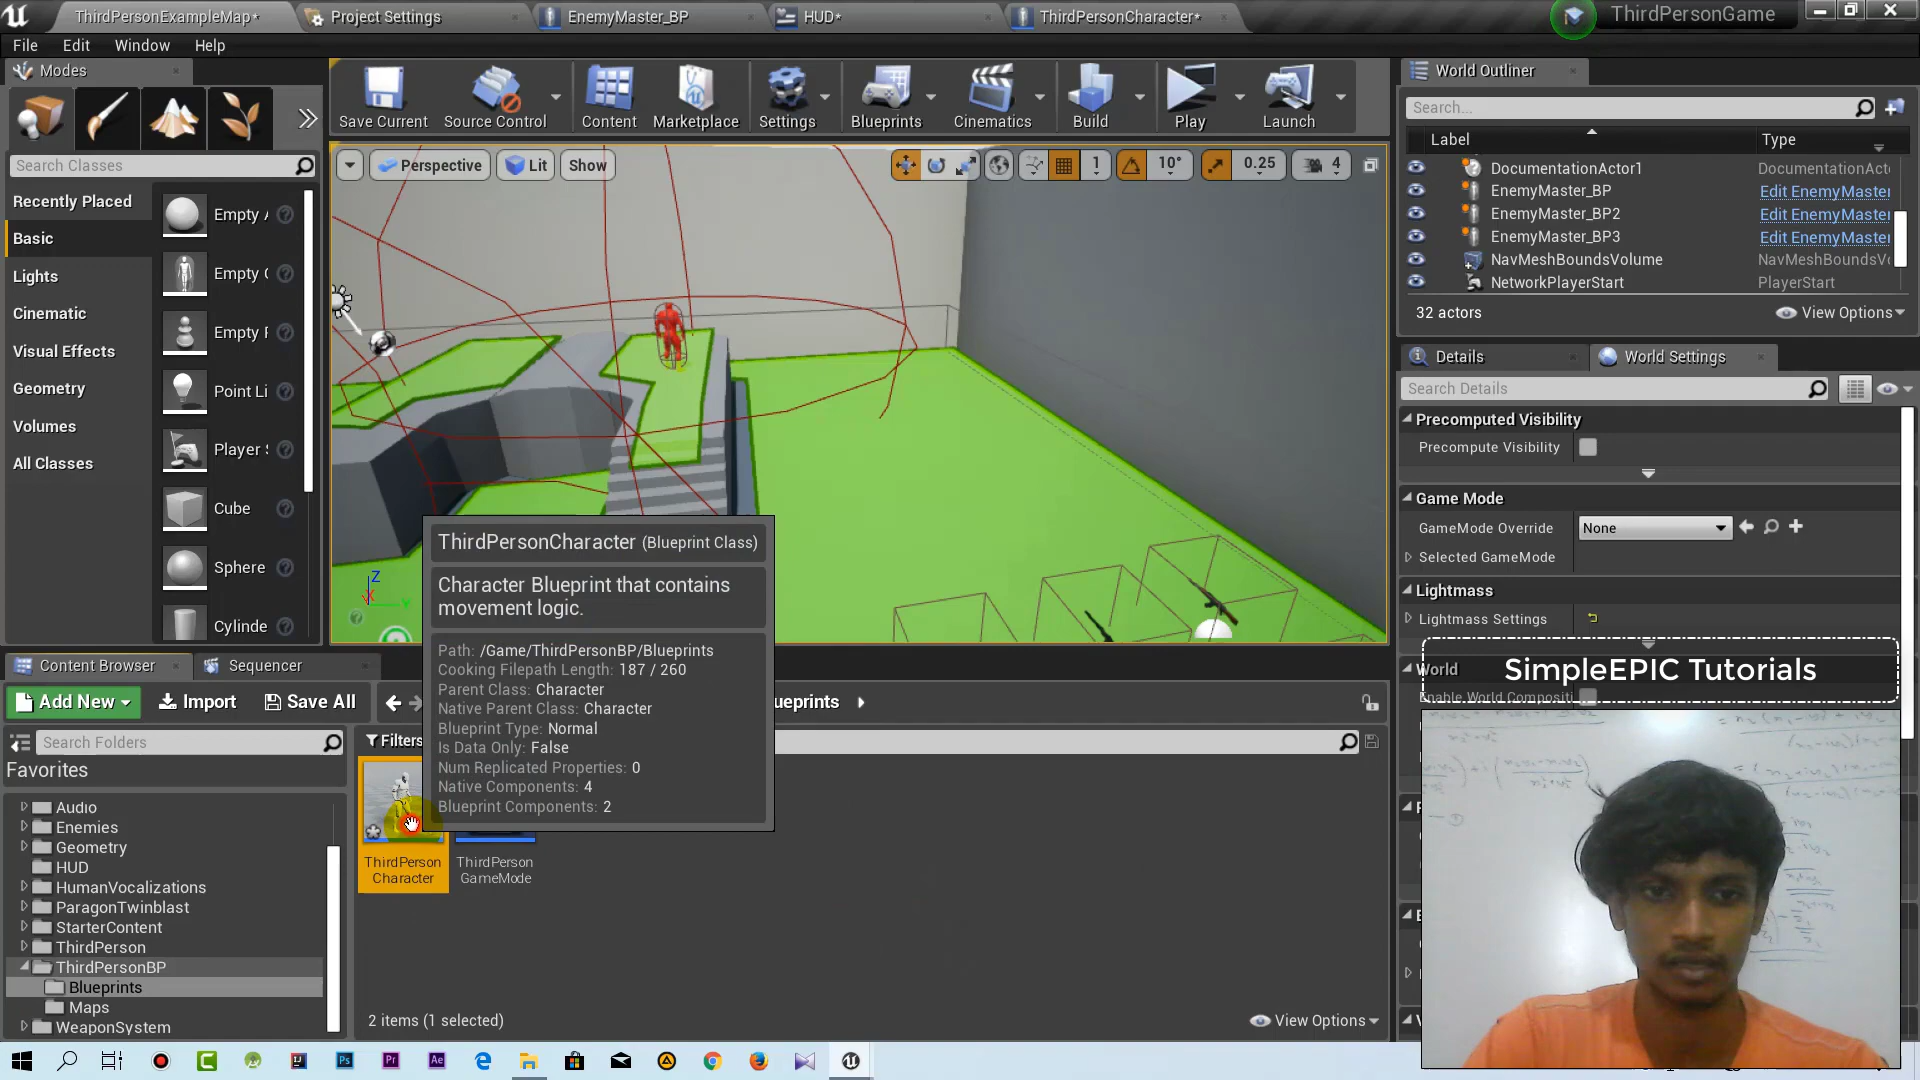 ThirdPersonExampleMap*
Project Settings
EnemyMaster_BP
HUD*
ThirdPersonCharacter*
ThirdPersonGame
File
Edit
Window
Help
Modes
Save Current
Source Control
Content
Marketplace
Settings
Blueprints
Cinematics
Build
Play
Launch
Search Classes
Recently Placed
Basic
Lights
Cinematic
Visual Effects
Geometry
Volumes
All Classes
Empty A
Empty C
Empty P
Point Li
Player S
Cube
Sphere
Cylinde
Perspective
Lit
Show
1
10°
0.25
4
World Outliner
Search...
Label
Type
DocumentationActor1
DocumentationActo
EnemyMaster_BP
Edit EnemyMaster
EnemyMaster_BP2
Edit EnemyMaster
EnemyMaster_BP3
Edit EnemyMaster
NavMeshBoundsVolume
NavMeshBoundsVo
NetworkPlayerStart
PlayerStart
32 actors
View Options
Details
World Settings
Search Details
Precomputed Visibility
Precompute Visibility
Game Mode
GameMode Override
None
Selected GameMode
Lightmass
Lightmass Settings
World
SimpleEPIC Tutorials
Enable World Compositi
ThirdPersonCharacter (Blueprint Class)
Character Blueprint that contains
movement logic.
Path: /Game/ThirdPersonBP/Blueprints
Cooking Filepath Length: 187 / 260
Parent Class: Character
Native Parent Class: Character
Blueprint Type: Normal
Is Data Only: False
Num Replicated Properties: 0
Native Components: 4
Blueprint Components: 2
Content Browser
Sequencer
Add New
Import
Save All
ueprints
Search Folders
Filters
Favorites
Audio
Enemies
Geometry
HUD
HumanVocalizations
ParagonTwinblast
StarterContent
ThirdPerson
ThirdPersonBP
Blueprints
Maps
WeaponSystem
ThirdPerson
Character
ThirdPerson
GameMode
2 items (1 selected)
View Options